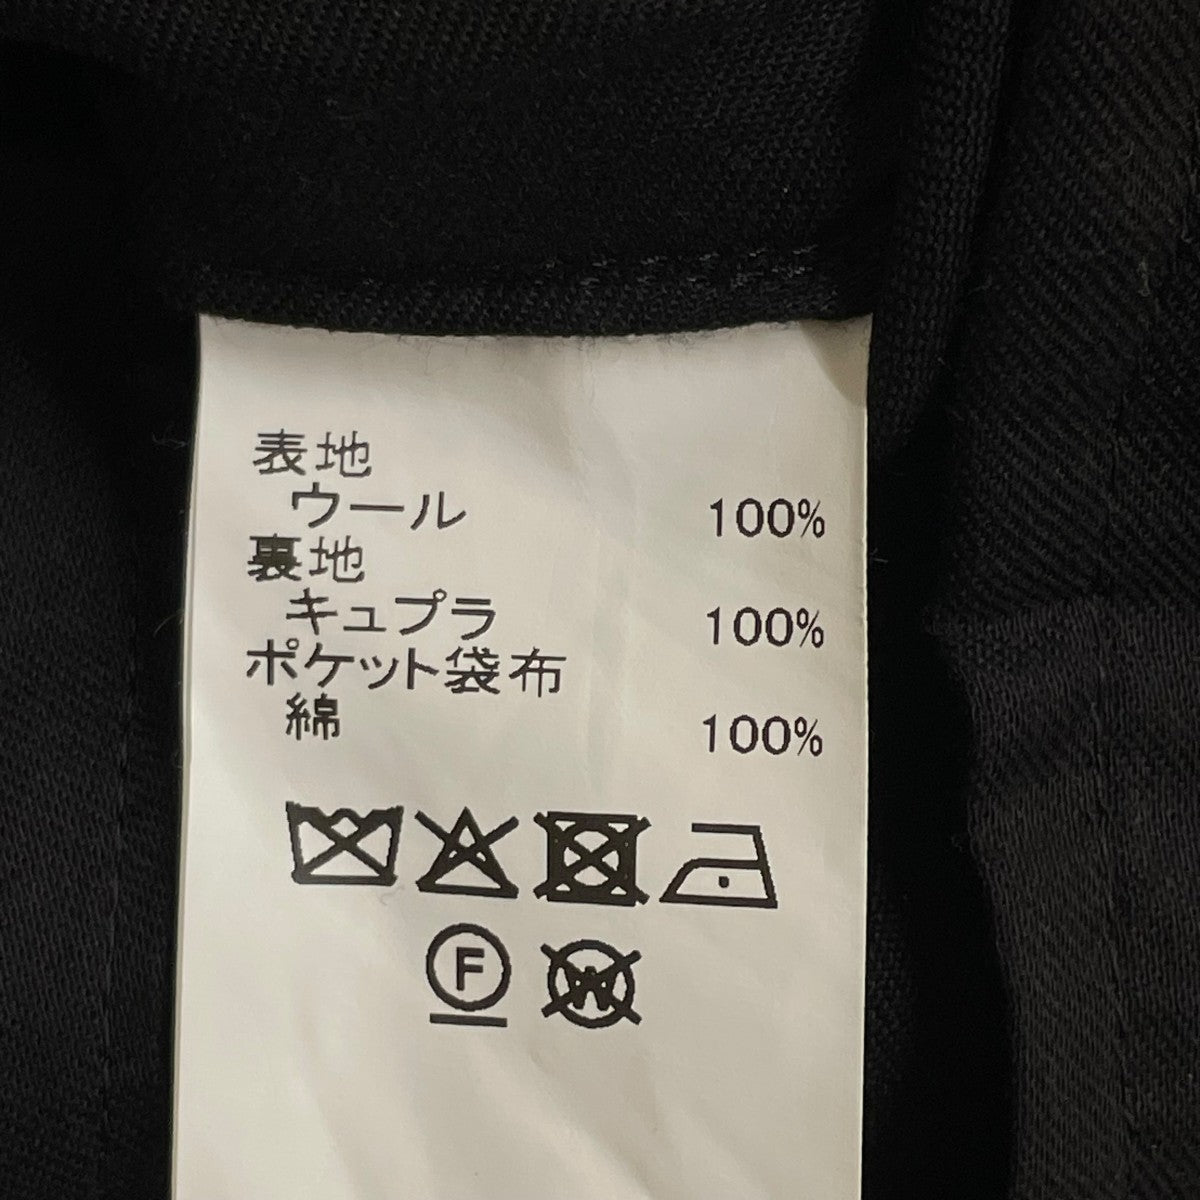 表地
ウール 100%
裏地
キュプラ 100%
ポケット袋布
綿 100%
F W